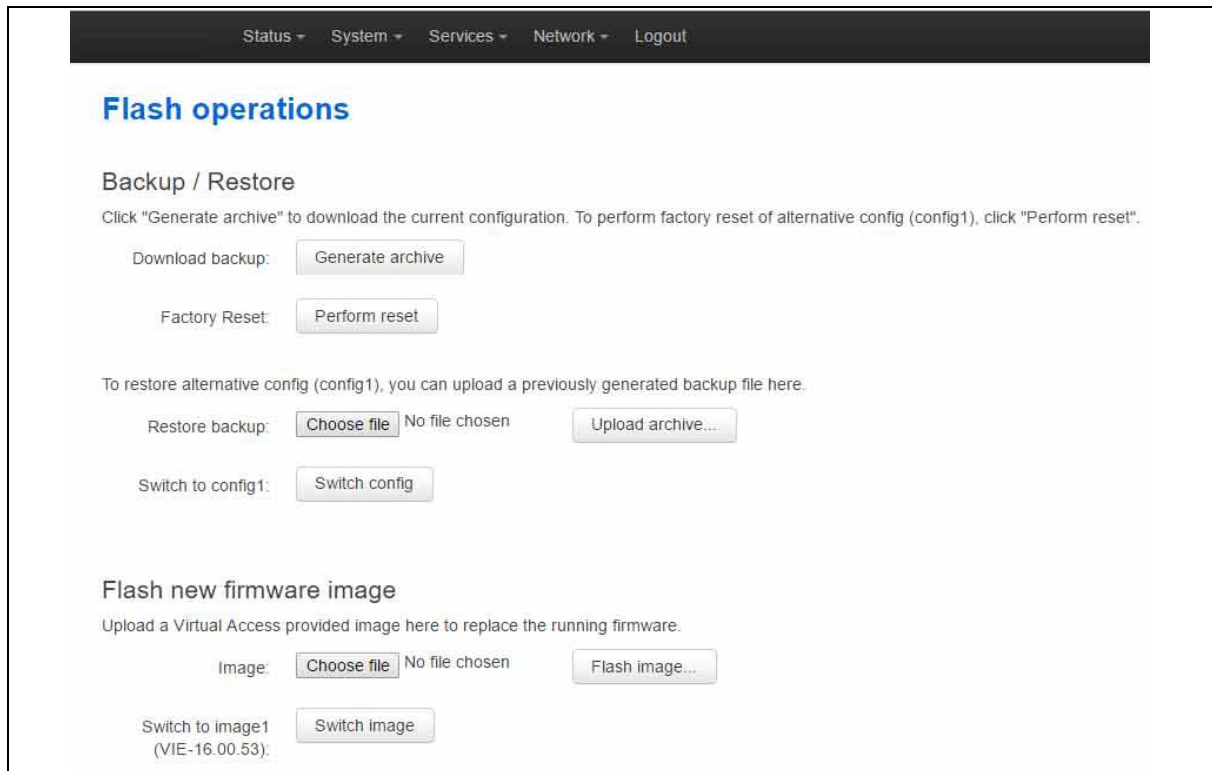 Status System Services Network Logout
Flash operations
Backup / Restore
Click "Generate archive" to download the current configuration. To perform factory reset of alternative config (config1), click "Perform reset".
Download backup: Generate archive
Factory Reset: Perform reset
To restore alternative config (config1), you can upload a previously generated backup file here.
Restore backup: Choose file No file chosen Upload archive...
Switch to config1: Switch config
Flash new firmware image
Upload a Virtual Access provided image here to replace the running firmware.
Image: Choose file No file chosen Flash image...
Switch to image1 Switch image
(VIE-16.00.53):